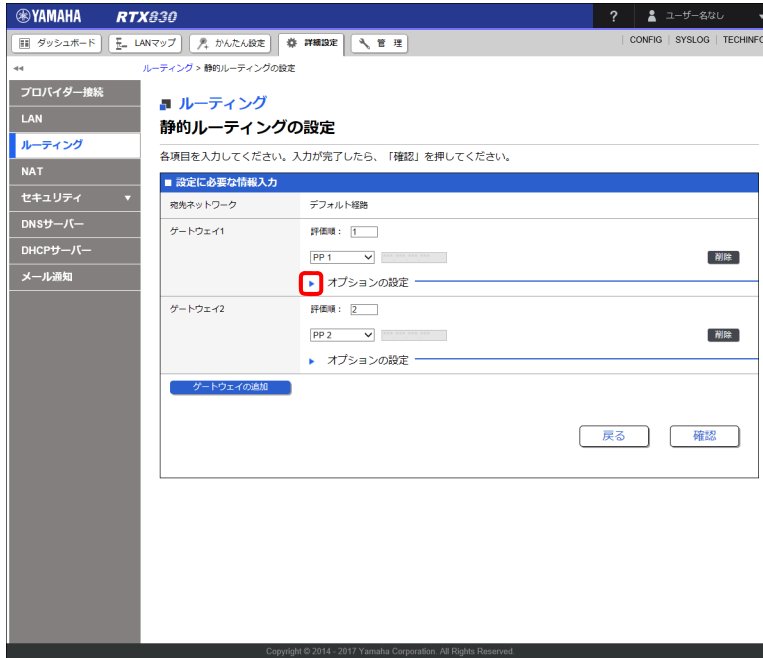 YAMAHA RTX830 ? ユーザー名なし
ダッシュボード LANマップ かんたん設定 詳細設定 管 理 CONFIG SYSLOG TECHINFO
ルーティング > 静的ルーティングの設定
プロバイダー接続
LAN
ルーティング
NAT
セキュリティ
DNSサーバー
DHCPサーバー
メール通知
ルーティング
静的ルーティングの設定
各項目を入力してください。入力が完了したら、「確認」を押してください。
■ 設定に必要な情報入力
宛先ネットワーク デフォルト経路
ゲートウェイ1 評価順： 1
PP 1 削除
オプションの設定
ゲートウェイ2 評価順： 2
PP 2 削除
オプションの設定
ゲートウェイの追加
戻る 確認
Copyright © 2014 - 2017 Yamaha Corporation. All Rights Reserved.